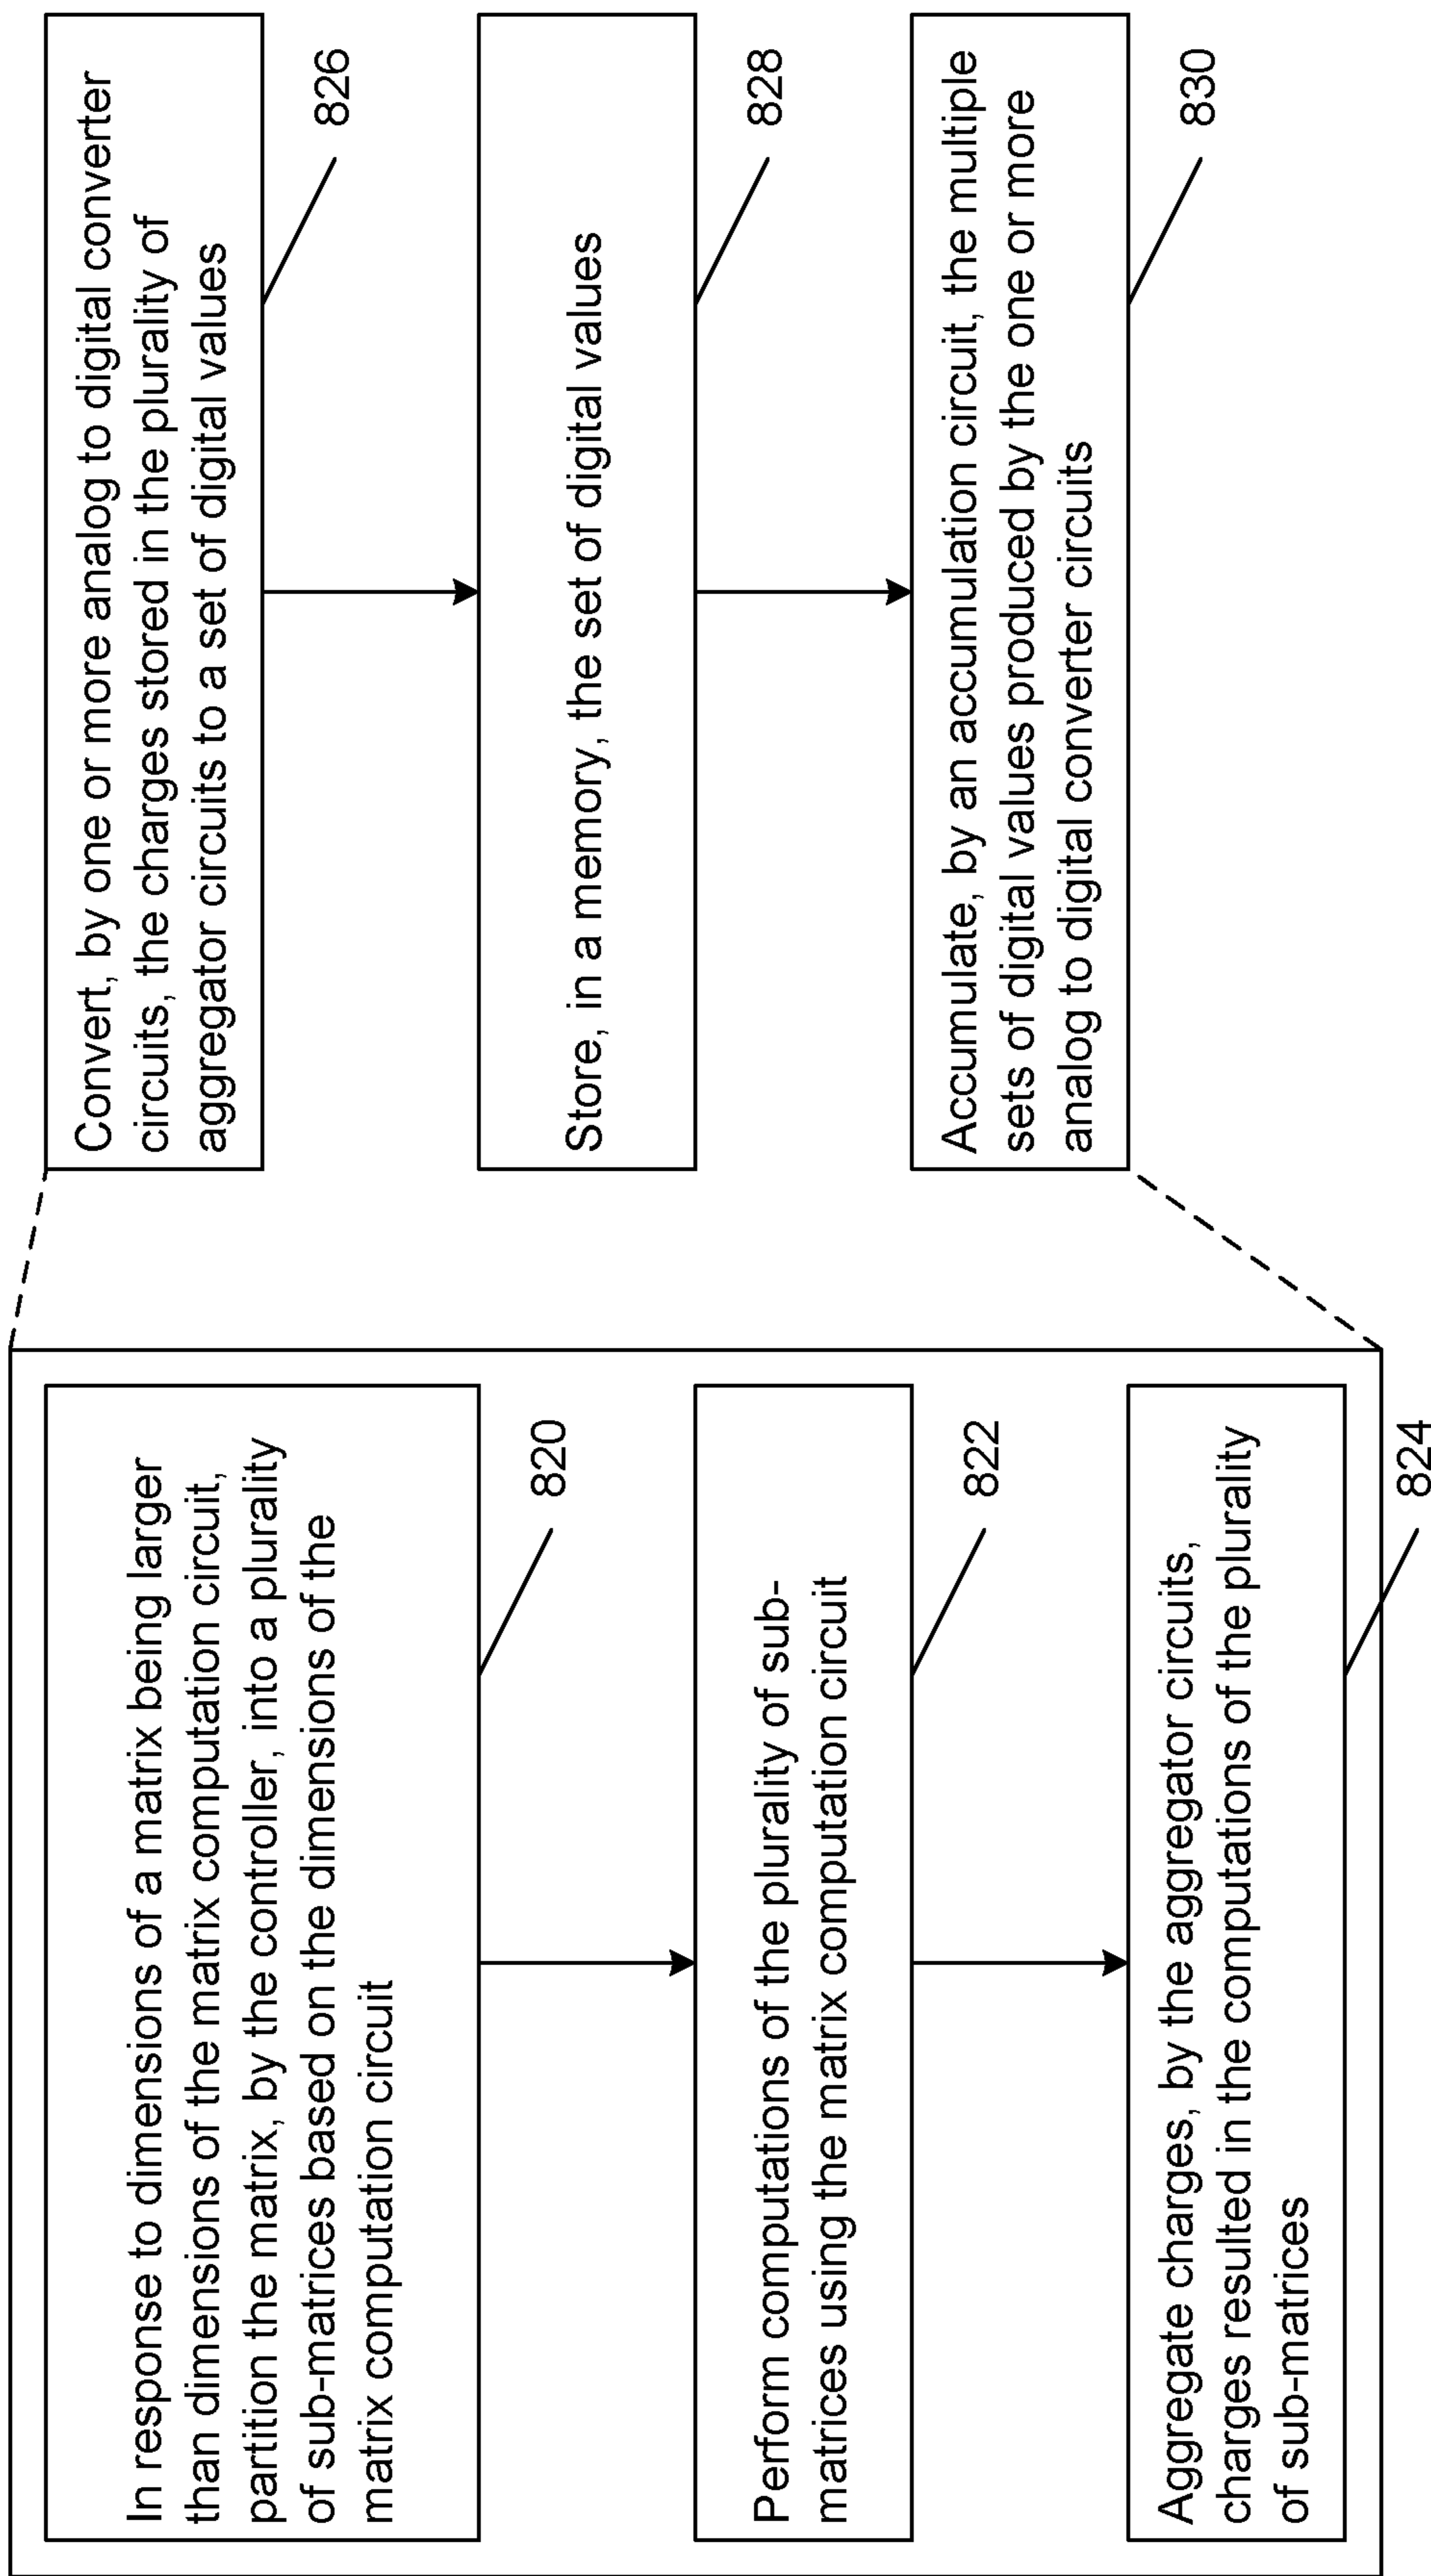 In response to dimensions of a matrix being larger
than dimensions of the matrix computation circuit,
partition the matrix, by the controller, into a plurality
of sub-matrices based on the dimensions of the
matrix computation circuit
820
Perform computations of the plurality of sub-
matrices using the matrix computation circuit
822
Aggregate charges, by the aggregator circuits,
charges resulted in the computations of the plurality
of sub-matrices
824
Convert, by one or more analog to digital converter
circuits, the charges stored in the plurality of
aggregator circuits to a set of digital values
826
Store, in a memory, the set of digital values
828
Accumulate, by an accumulation circuit, the multiple
sets of digital values produced by the one or more
analog to digital converter circuits
830